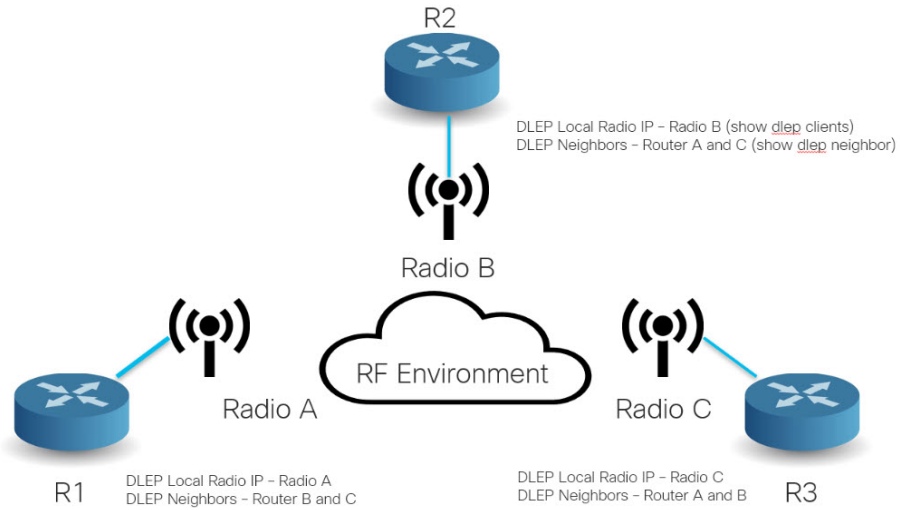 R2
DLEP Local Radio IP – Radio B (show dlep clients)
DLEP Neighbors – Router A and C (show dlep neighbor)
Radio B
RF Environment
Radio A
Radio C
R1
DLEP Local Radio IP – Radio A
DLEP Neighbors – Router B and C
DLEP Local Radio IP – Radio C
DLEP Neighbors – Router A and B
R3